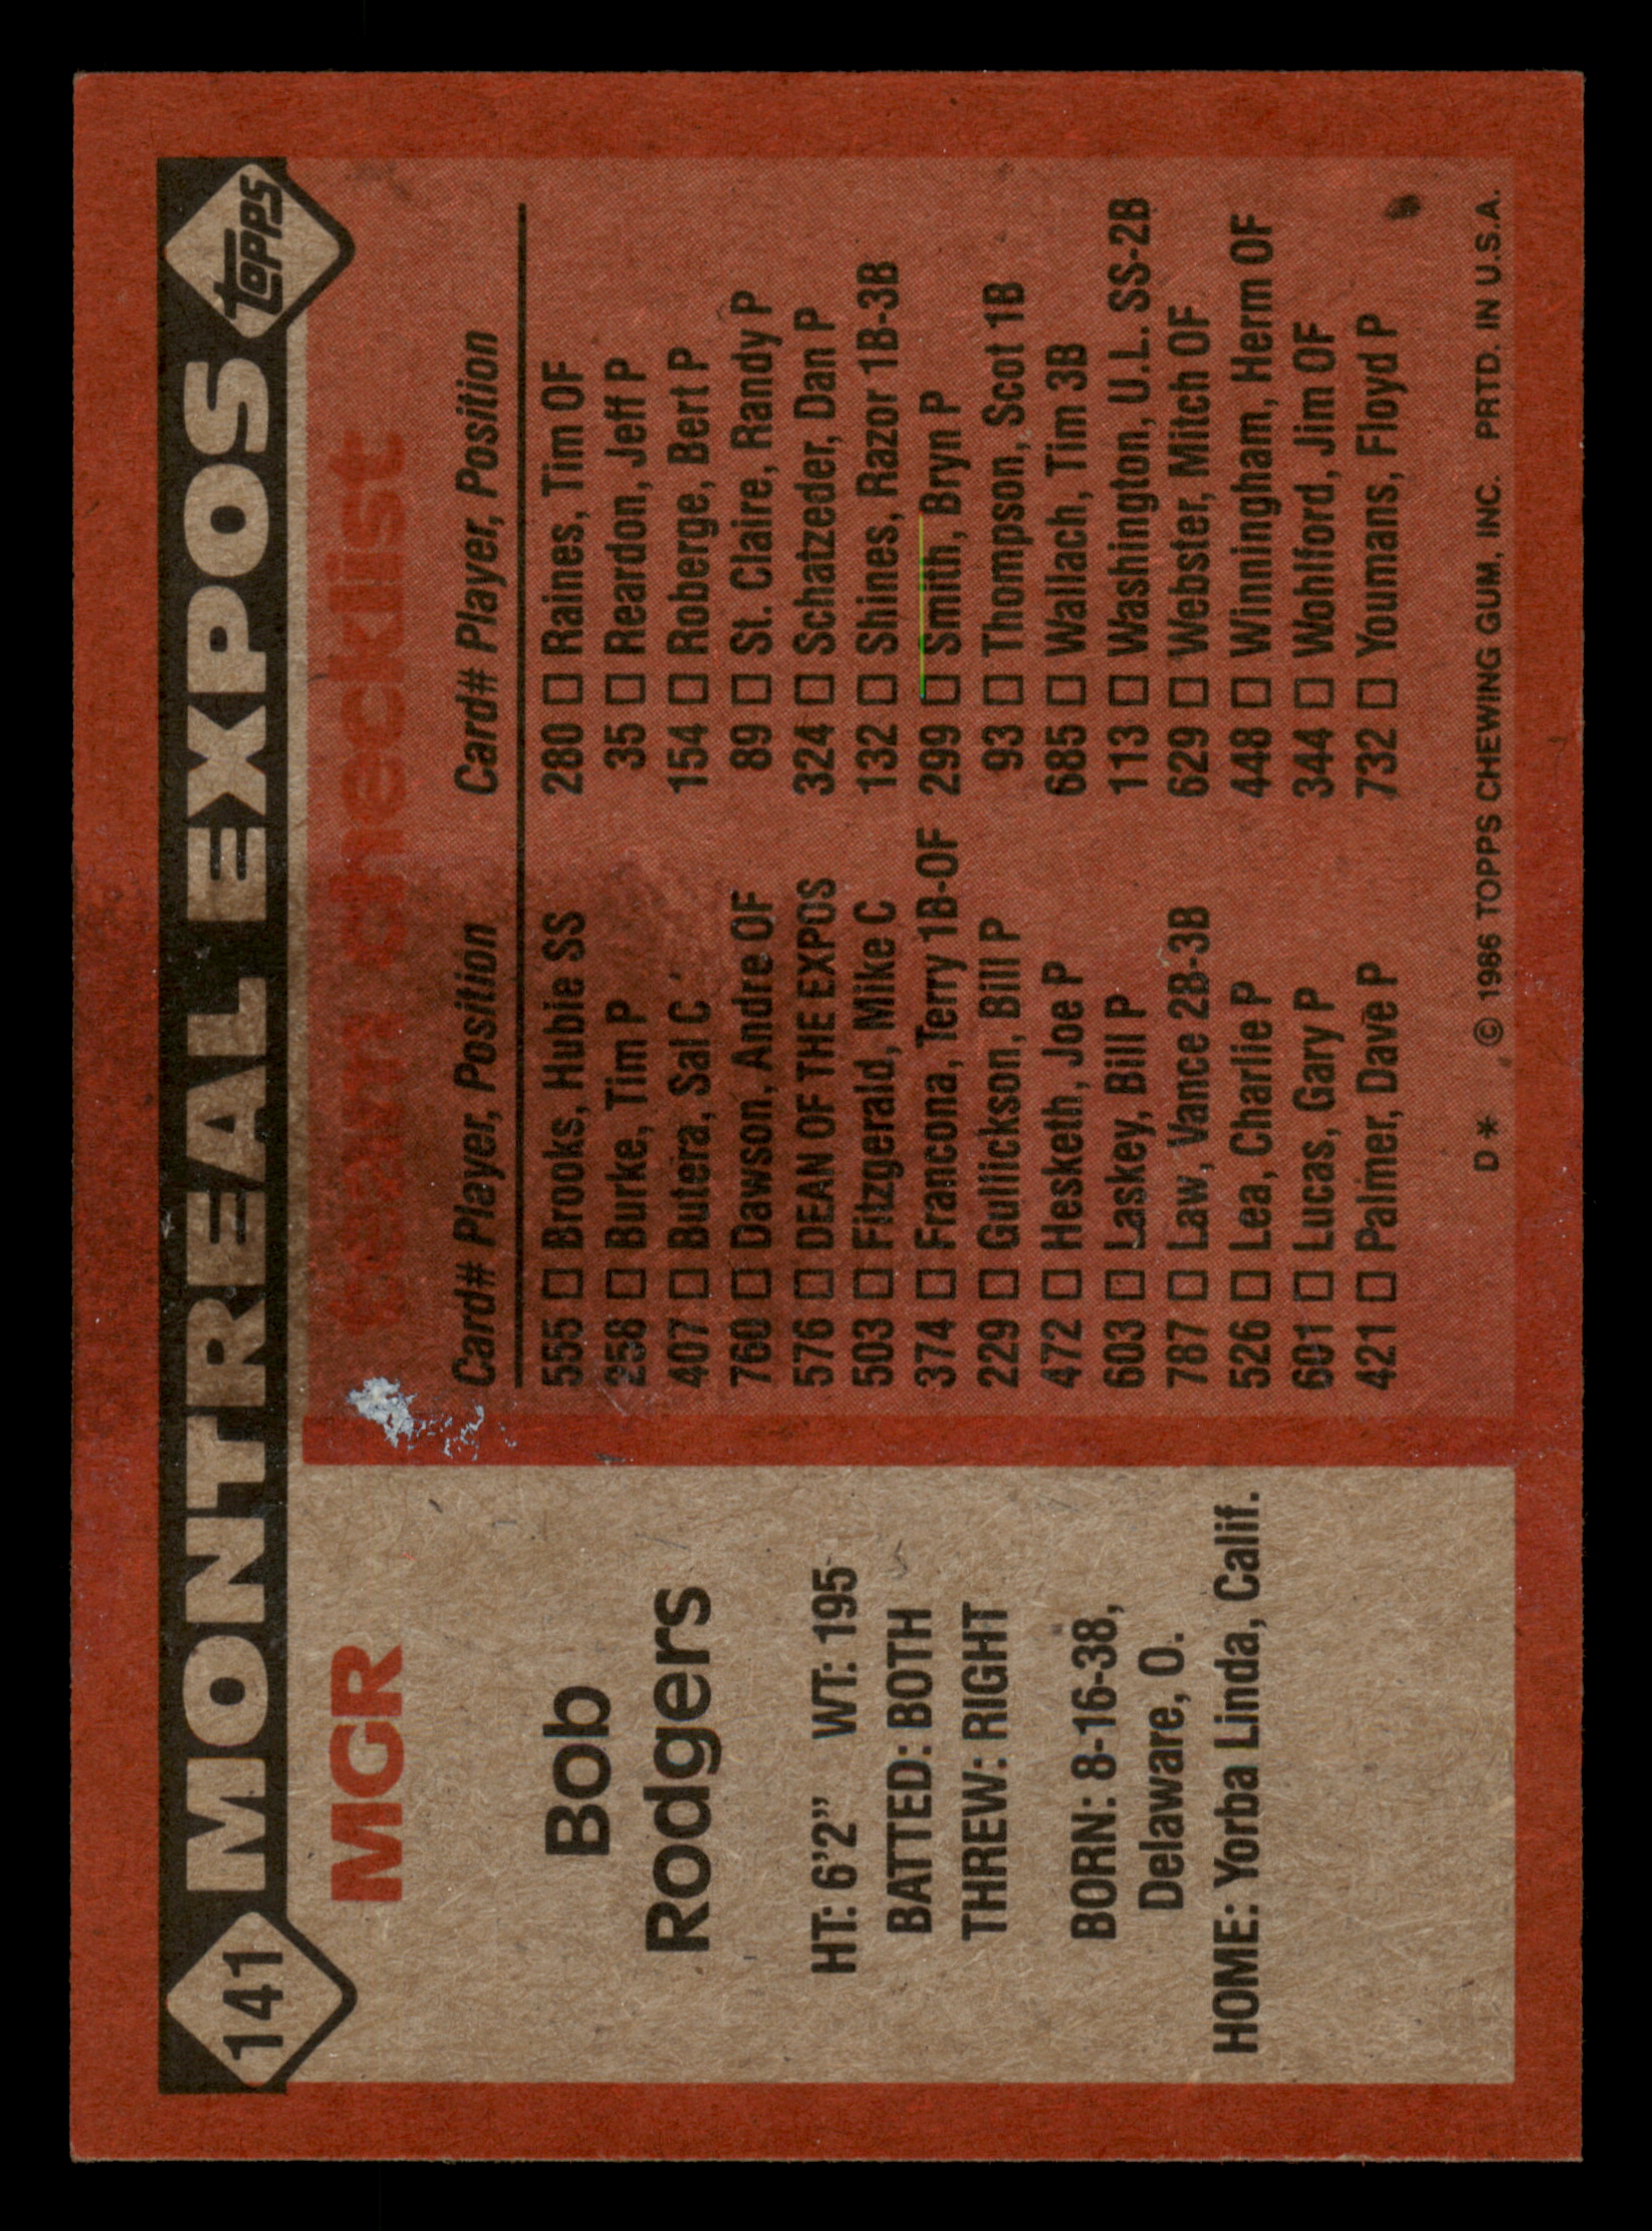 141 MONTREAL EXPOS topps
MGR
Bob
Rodgers
HT: 6'2" WT: 195
BATTED: BOTH
THREW: RIGHT
BORN: 8-16-38,
Delaware, O.
HOME: Yorba Linda, Calif.
team checklist
Card# Player, Position
555 □ Brooks, Hubie SS
258 □ Burke, Tim P
407 □ Butera, Sal C
760 □ Dawson, Andre OF
576 □ DEAN OF THE EXPOS
503 □ Fitzgerald, Mike C
374 □ Francona, Terry 1B-OF
229 □ Gullickson, Bill P
472 □ Hesketh, Joe P
603 □ Laskey, Bill P
787 □ Law, Vance 2B-3B
526 □ Lea, Charlie P
601 □ Lucas, Gary P
421 □ Palmer, Dave P
Card# Player, Position
280 □ Raines, Tim OF
35 □ Reardon, Jeff P
154 □ Roberge, Bert P
89 □ St. Claire, Randy P
324 □ Schatzeder, Dan P
132 □ Shines, Razor 1B-3B
299 □ Smith, Bryn P
93 □ Thompson, Scot 1B
685 □ Wallach, Tim 3B
113 □ Washington, U.L. SS-2B
629 □ Webster, Mitch OF
448 □ Winningham, Herm OF
344 □ Wohlford, Jim OF
732 □ Youmans, Floyd P
D* © 1986 TOPPS CHEWING GUM, INC. PRTD. IN U.S.A.